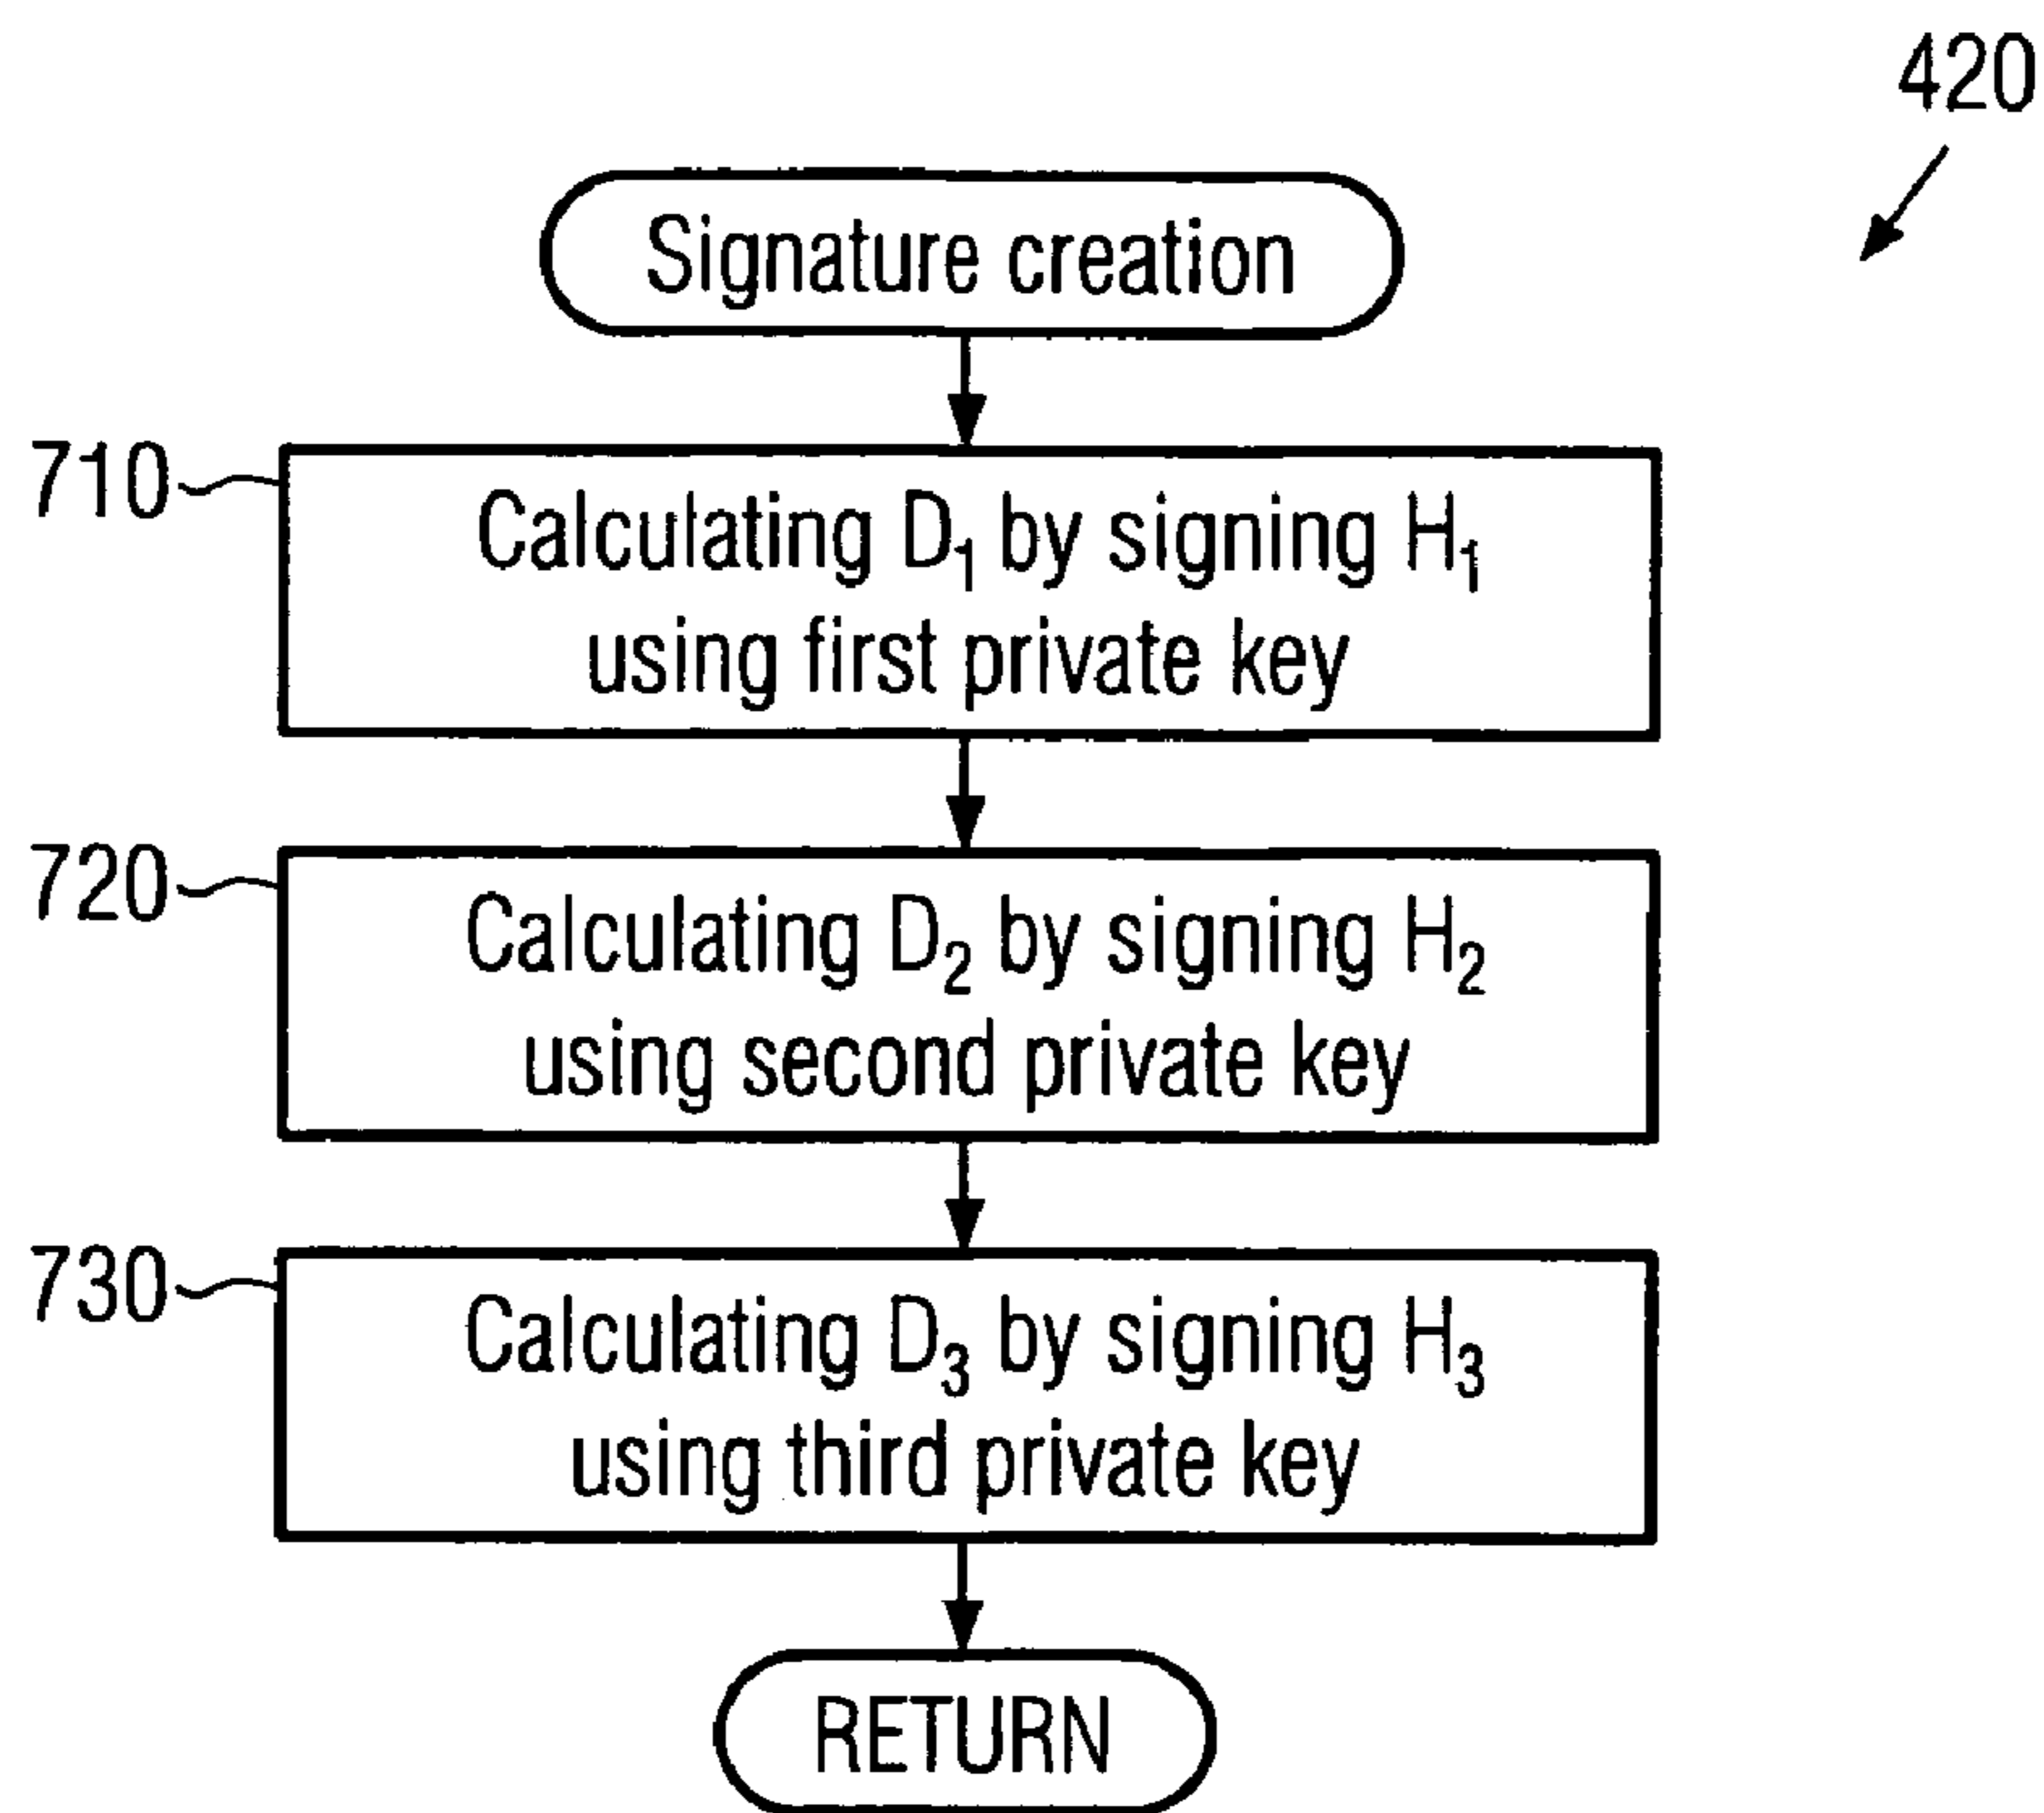 420
Signature creation
710
Calculating D₁ by signing H₁
using first private key
720
Calculating D₂ by signing H₂
using second private key
730
Calculating D₃ by signing H₃
using third private key
RETURN